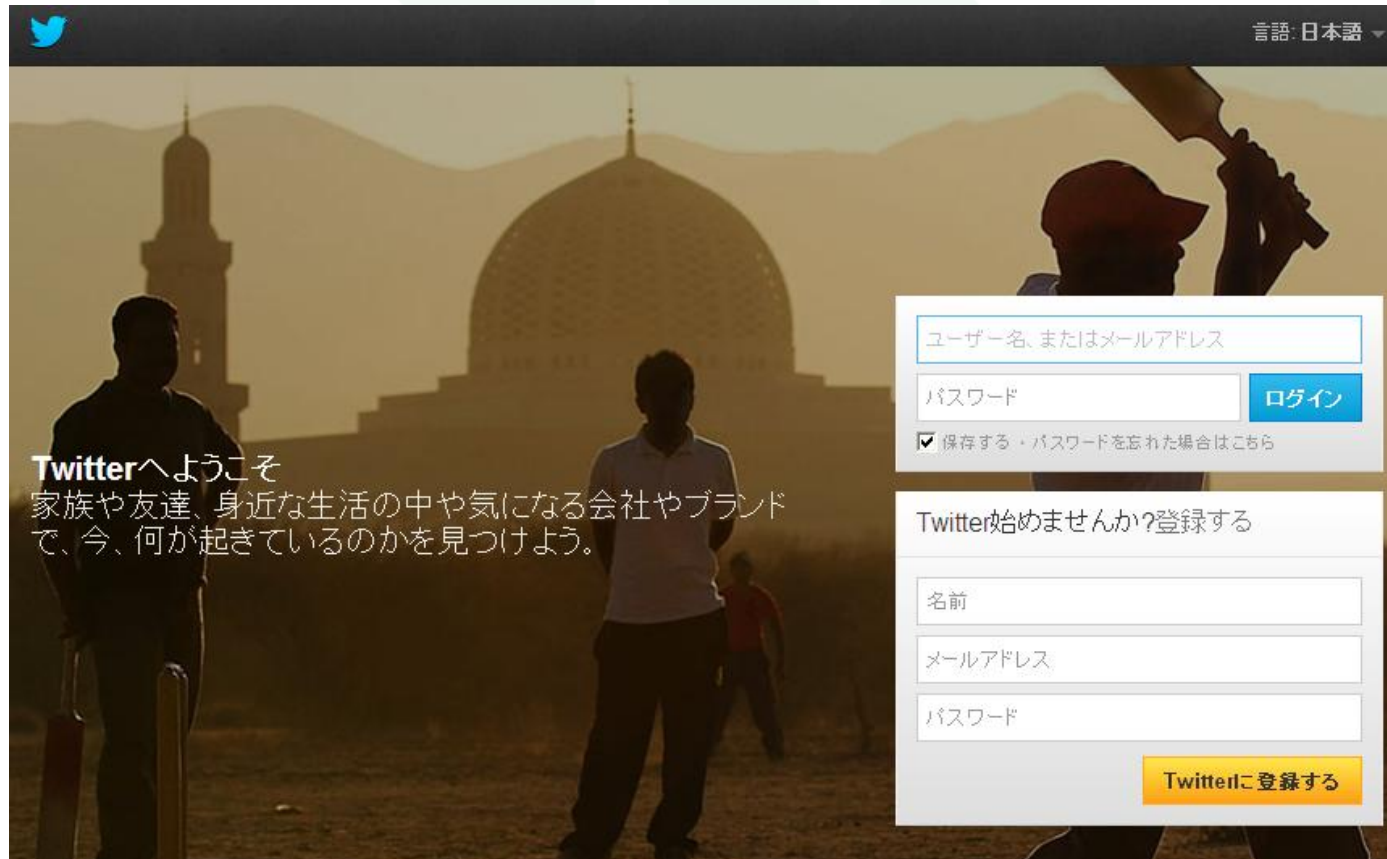 言語: 日本語
Twitterへようこそ
家族や友達、身近な生活の中や気になる会社やブランド
で、今、何が起きているのかを見つけよう。
ユーザー名、またはメールアドレス
パスワード
ログイン
保存する · パスワードを忘れた場合はこちら
Twitter始めませんか?登録する
名前
メールアドレス
パスワード
Twitterに登録する